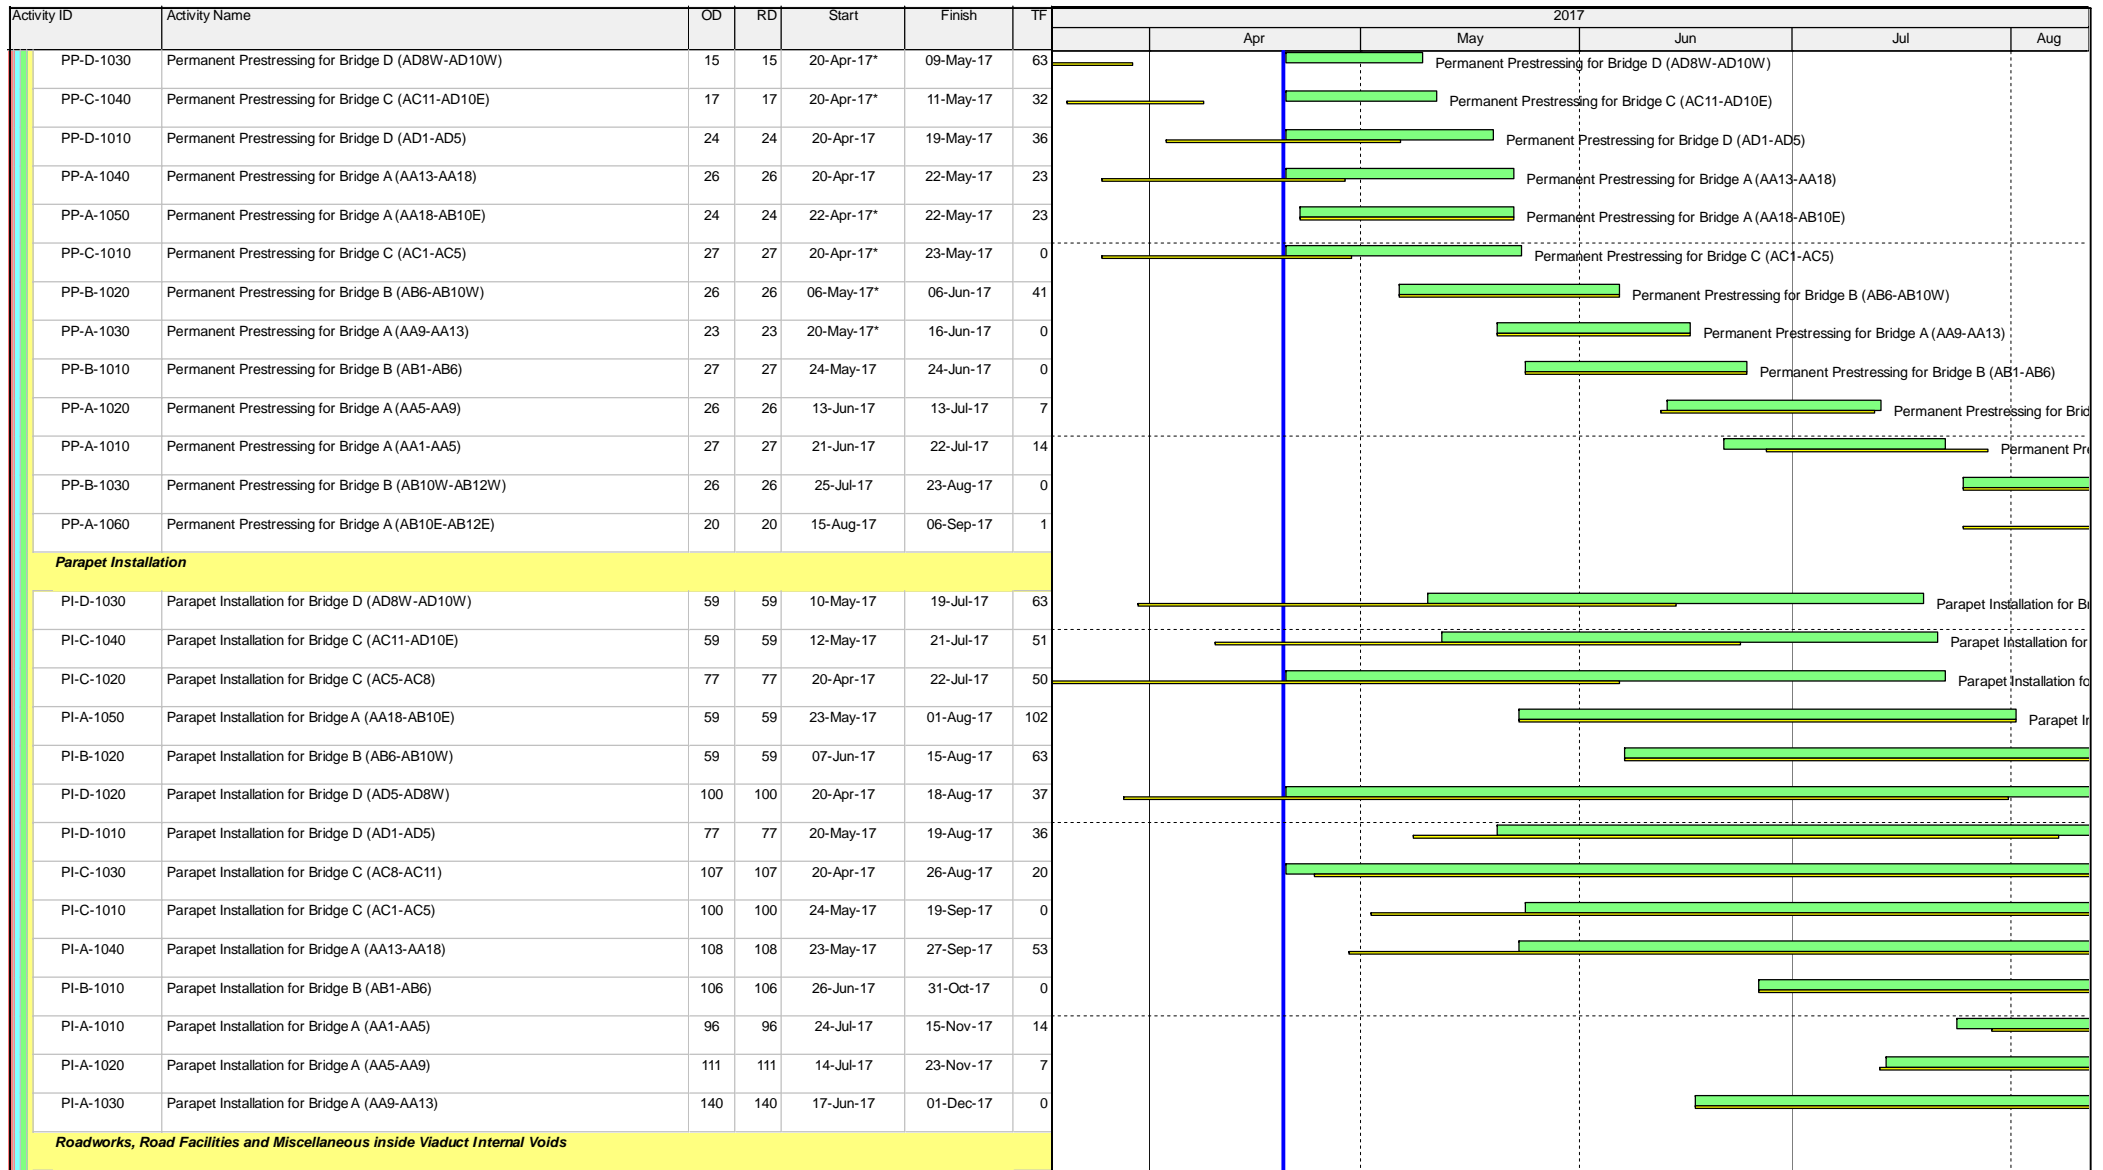 Activity ID Activity Name OD RD Start Finish TF 2017
Apr May Jun Jul Aug
PP-D-1030 Permanent Prestressing for Bridge D (AD8W-AD10W) 15 15 20-Apr-17* 09-May-17 63 Permanent Prestressing for Bridge D (AD8W-AD10W)
PP-C-1040 Permanent Prestressing for Bridge C (AC11-AD10E) 17 17 20-Apr-17* 11-May-17 32 Permanent Prestressing for Bridge C (AC11-AD10E)
PP-D-1010 Permanent Prestressing for Bridge D (AD1-AD5) 24 24 20-Apr-17 19-May-17 36 Permanent Prestressing for Bridge D (AD1-AD5)
PP-A-1040 Permanent Prestressing for Bridge A (AA13-AA18) 26 26 20-Apr-17 22-May-17 23 Permanent Prestressing for Bridge A (AA13-AA18)
PP-A-1050 Permanent Prestressing for Bridge A (AA18-AB10E) 24 24 22-Apr-17* 22-May-17 23 Permanent Prestressing for Bridge A (AA18-AB10E)
PP-C-1010 Permanent Prestressing for Bridge C (AC1-AC5) 27 27 20-Apr-17* 23-May-17 0 Permanent Prestressing for Bridge C (AC1-AC5)
PP-B-1020 Permanent Prestressing for Bridge B (AB6-AB10W) 26 26 06-May-17* 06-Jun-17 41 Permanent Prestressing for Bridge B (AB6-AB10W)
PP-A-1030 Permanent Prestressing for Bridge A (AA9-AA13) 23 23 20-May-17* 16-Jun-17 0 Permanent Prestressing for Bridge A (AA9-AA13)
PP-B-1010 Permanent Prestressing for Bridge B (AB1-AB6) 27 27 24-May-17 24-Jun-17 0 Permanent Prestressing for Bridge B (AB1-AB6)
PP-A-1020 Permanent Prestressing for Bridge A (AA5-AA9) 26 26 13-Jun-17 13-Jul-17 7 Permanent Prestressing for Brid
PP-A-1010 Permanent Prestressing for Bridge A (AA1-AA5) 27 27 21-Jun-17 22-Jul-17 14 Permanent Pre
PP-B-1030 Permanent Prestressing for Bridge B (AB10W-AB12W) 26 26 25-Jul-17 23-Aug-17 0
PP-A-1060 Permanent Prestressing for Bridge A (AB10E-AB12E) 20 20 15-Aug-17 06-Sep-17 1
Parapet Installation
PI-D-1030 Parapet Installation for Bridge D (AD8W-AD10W) 59 59 10-May-17 19-Jul-17 63 Parapet Installation for Br
PI-C-1040 Parapet Installation for Bridge C (AC11-AD10E) 59 59 12-May-17 21-Jul-17 51 Parapet Installation for
PI-C-1020 Parapet Installation for Bridge C (AC5-AC8) 77 77 20-Apr-17 22-Jul-17 50 Parapet Installation fo
PI-A-1050 Parapet Installation for Bridge A (AA18-AB10E) 59 59 23-May-17 01-Aug-17 102 Parapet Ir
PI-B-1020 Parapet Installation for Bridge B (AB6-AB10W) 59 59 07-Jun-17 15-Aug-17 63
PI-D-1020 Parapet Installation for Bridge D (AD5-AD8W) 100 100 20-Apr-17 18-Aug-17 37
PI-D-1010 Parapet Installation for Bridge D (AD1-AD5) 77 77 20-May-17 19-Aug-17 36
PI-C-1030 Parapet Installation for Bridge C (AC8-AC11) 107 107 20-Apr-17 26-Aug-17 20
PI-C-1010 Parapet Installation for Bridge C (AC1-AC5) 100 100 24-May-17 19-Sep-17 0
PI-A-1040 Parapet Installation for Bridge A (AA13-AA18) 108 108 23-May-17 27-Sep-17 53
PI-B-1010 Parapet Installation for Bridge B (AB1-AB6) 106 106 26-Jun-17 31-Oct-17 0
PI-A-1010 Parapet Installation for Bridge A (AA1-AA5) 96 96 24-Jul-17 15-Nov-17 14
PI-A-1020 Parapet Installation for Bridge A (AA5-AA9) 111 111 14-Jul-17 23-Nov-17 7
PI-A-1030 Parapet Installation for Bridge A (AA9-AA13) 140 140 17-Jun-17 01-Dec-17 0
Roadworks, Road Facilities and Miscellaneous inside Viaduct Internal Voids